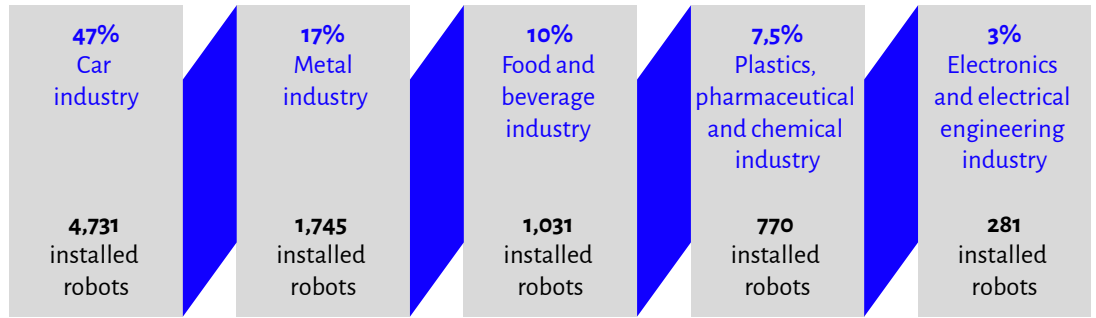 47%
Car
industry
4,731
installed
robots
17%
Metal
industry
1,745
installed
robots
10%
Food and
beverage
industry
1,031
installed
robots
7,5%
Plastics,
pharmaceutical
and chemical
industry
770
installed
robots
3%
Electronics
and electrical
engineering
industry
281
installed
robots